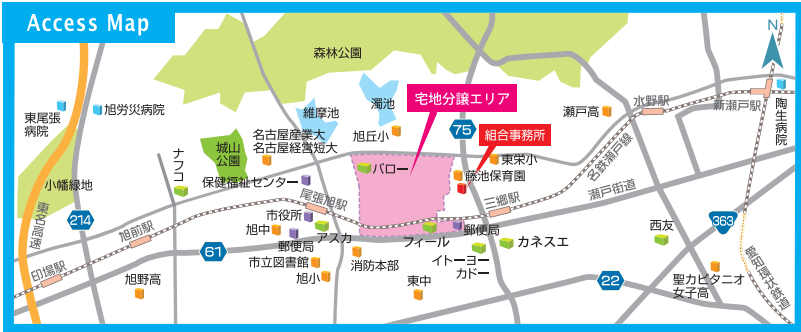 Access Map
森林公園
N
東尾張
病院
旭労災病院
維摩池
濁池
宅地分譲エリア
瀬戸高
水野駅
新瀬戸駅
陶生病院
ナフコ
城山
公園
名古屋産業大
名古屋経営短大
旭丘小
75
組合事務所
名鉄瀬戸線
小幡緑地
保健福祉センター
バロー
東栄小
藤池保育園
瀬戸街道
東名高速
214
旭前駅
尾張旭駅
三郷駅
市役所
旭中
アスカ
フィール
郵便局
カネスエ
西友
363
印場駅
61
郵便局
市立図書館
消防本部
イトーヨー
カドー
愛知環状鉄道
旭野高
旭小
東中
22
聖カピタニオ
女子高